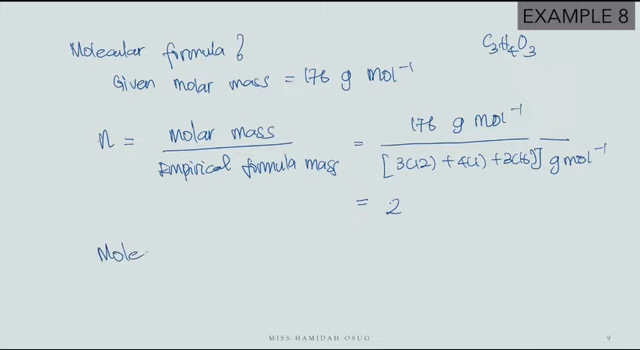 EXAMPLE 8
Molecular formula ? C₃H₄O₃
Given molar mass = 176 g mol⁻¹
n = molar mass / Empirical formula mass = 176 g mol⁻¹ / [3(12) + 4(1) + 3(16)] g mol⁻¹
= 2
Mole
MISS HAMIDAH OSUG 9